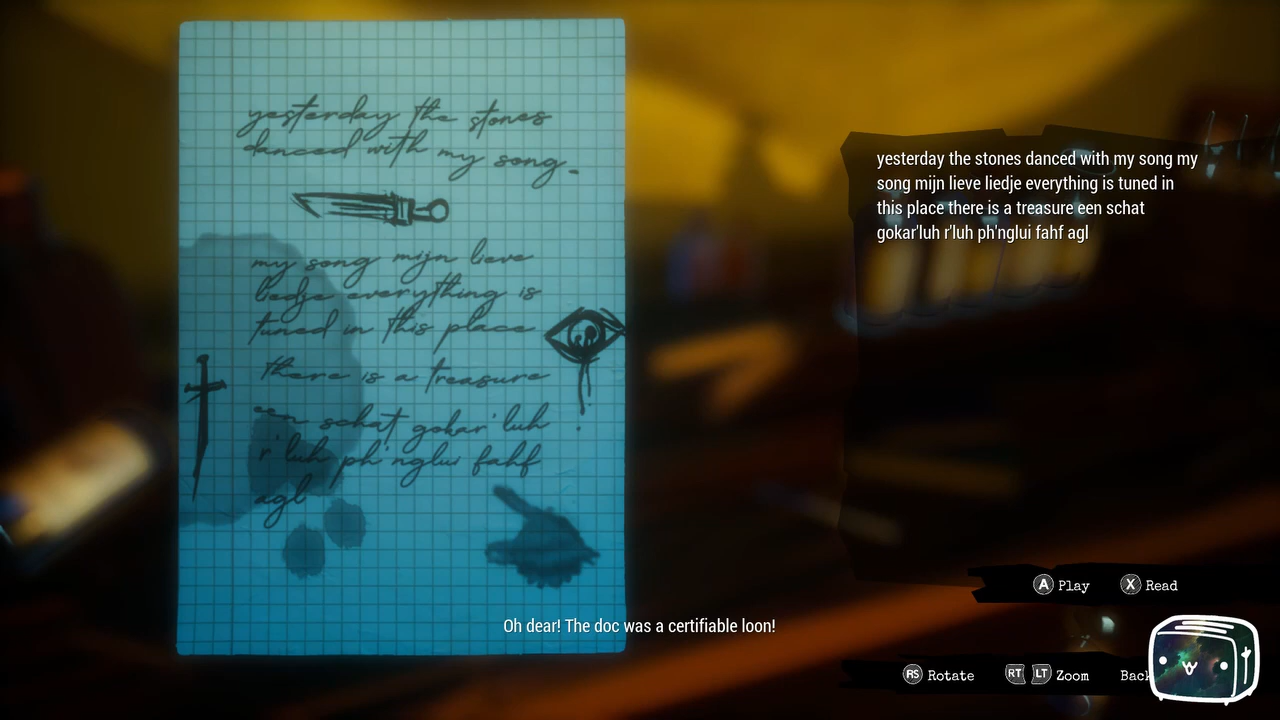 yesterday the stones
danced with my song.
my song mijn lieve
liedje everything is
tuned in this place
there is a treasure
een schat gokar'luh
r'luh ph'nglui fahf
agl
yesterday the stones danced with my song my
song mijn lieve liedje everything is tuned in
this place there is a treasure een schat
gokar'luh r'luh ph'nglui fahf agl
A Play X Read
Oh dear! The doc was a certifiable loon!
RS Rotate RT LT Zoom Back